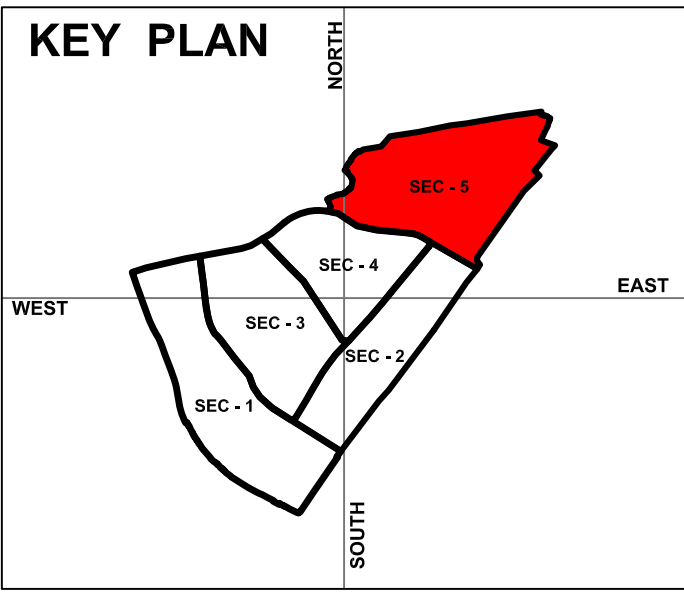 KEY PLAN
NORTH
SEC - 5
SEC - 4
EAST
WEST
SEC - 3
SEC - 2
SEC - 1
SOUTH